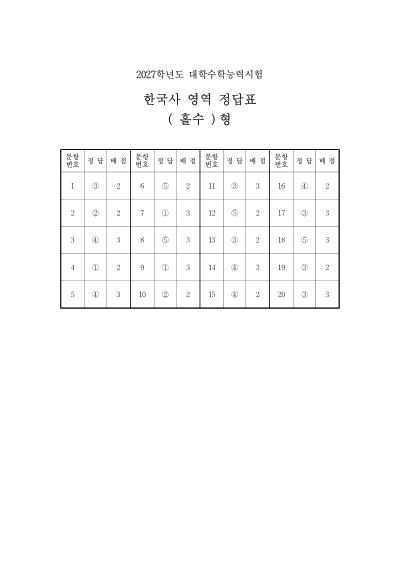 2027학년도 대학수학능력시험
한국사 영역 정답표
( 홀수 ) 형
문항 번호 정 답 배 점 문항 번호 정 답 배 점 문항 번호 정 답 배 점 문항 번호 정 답 배 점
1 ③ 2 6 ⑤ 2 11 ③ 3 16 ④ 2
2 ② 2 7 ① 3 12 ⑤ 2 17 ③ 3
3 ④ 3 8 ⑤ 3 13 ③ 2 18 ⑤ 3
4 ① 2 9 ① 3 14 ④ 3 19 ③ 2
5 ④ 3 10 ② 2 15 ④ 2 20 ③ 3